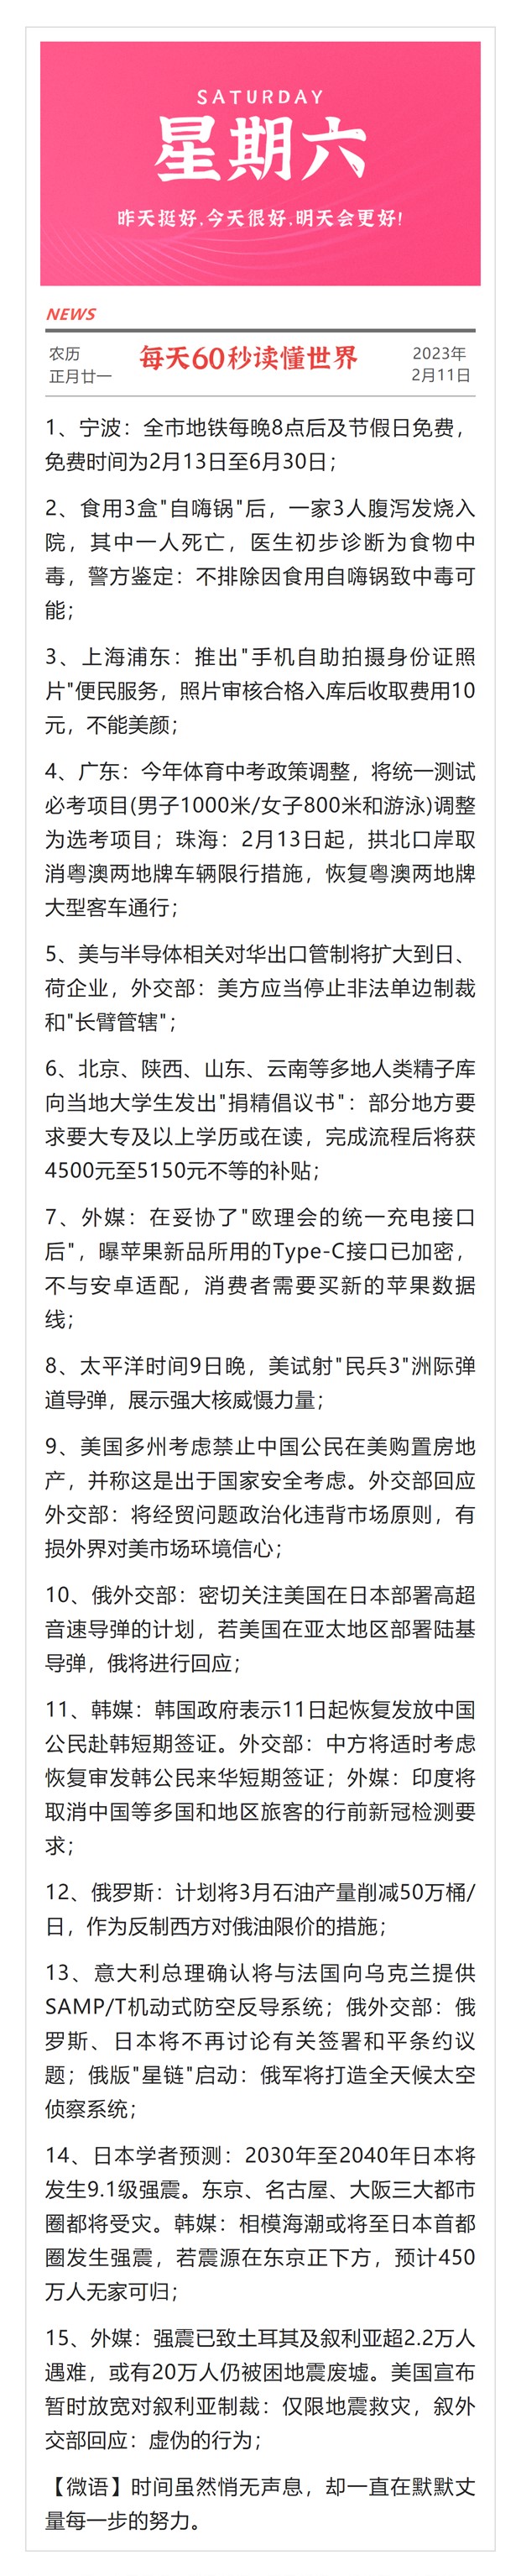 SATURDAY
星期六
昨天挺好,今天很好,明天会更好!
NEWS
农历
正月廿一
每天60秒读懂世界
2023年
2月11日
1、宁波：全市地铁每晚8点后及节假日免费，
免费时间为2月13日至6月30日；
2、食用3盒"自嗨锅"后，一家3人腹泻发烧入
院，其中一人死亡，医生初步诊断为食物中
毒，警方鉴定：不排除因食用自嗨锅致中毒可
能；
3、上海浦东：推出"手机自助拍摄身份证照
片"便民服务，照片审核合格入库后收取费用10
元，不能美颜；
4、广东：今年体育中考政策调整，将统一测试
必考项目(男子1000米/女子800米和游泳)调整
为选考项目；珠海：2月13日起，拱北口岸取
消粤澳两地牌车辆限行措施，恢复粤澳两地牌
大型客车通行；
5、美与半导体相关对华出口管制将扩大到日、
荷企业，外交部：美方应当停止非法单边制裁
和"长臂管辖"；
6、北京、陕西、山东、云南等多地人类精子库
向当地大学生发出"捐精倡议书"：部分地方要
求要大专及以上学历或在读，完成流程后将获
4500元至5150元不等的补贴；
7、外媒：在妥协了"欧理会的统一充电接口
后"，曝苹果新品所用的Type-C接口已加密，
不与安卓适配，消费者需要买新的苹果数据
线；
8、太平洋时间9日晚，美试射"民兵3"洲际弹
道导弹，展示强大核威慑力量；
9、美国多州考虑禁止中国公民在美购置房地
产，并称这是出于国家安全考虑。外交部回应
外交部：将经贸问题政治化违背市场原则，有
损外界对美市场环境信心；
10、俄外交部：密切关注美国在日本部署高超
音速导弹的计划，若美国在亚太地区部署陆基
导弹，俄将进行回应；
11、韩媒：韩国政府表示11日起恢复发放中国
公民赴韩短期签证。外交部：中方将适时考虑
恢复审发韩公民来华短期签证；外媒：印度将
取消中国等多国和地区旅客的行前新冠检测要
求；
12、俄罗斯：计划将3月石油产量削减50万桶/
日，作为反制西方对俄油限价的措施；
13、意大利总理确认将与法国向乌克兰提供
SAMP/T机动式防空反导系统；俄外交部：俄
罗斯、日本将不再讨论有关签署和平条约议
题；俄版"星链"启动：俄军将打造全天候太空
侦察系统；
14、日本学者预测：2030年至2040年日本将
发生9.1级强震。东京、名古屋、大阪三大都市
圈都将受灾。韩媒：相模海潮或将至日本首都
圈发生强震，若震源在东京正下方，预计450
万人无家可归；
15、外媒：强震已致土耳其及叙利亚超2.2万人
遇难，或有20万人仍被困地震废墟。美国宣布
暂时放宽对叙利亚制裁：仅限地震救灾，叙外
交部回应：虚伪的行为；
【微语】时间虽然悄无声息，却一直在默默丈
量每一步的努力。